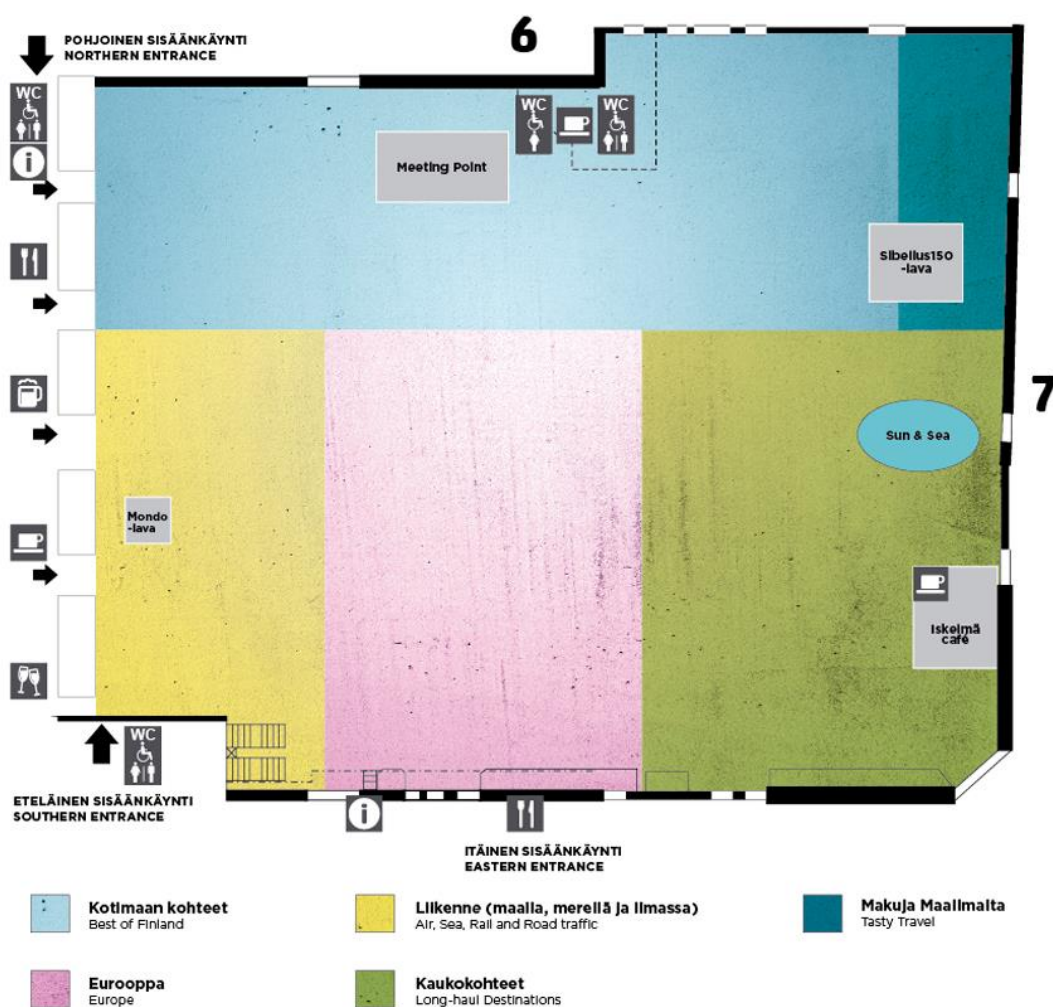 POHJOINEN SISÄÄNKÄYNTI
NORTHERN ENTRANCE
6
WC
i
WC
WC
Meeting Point
Sibelius150
-lava
7
Sun & Sea
Mondo
-lava
Iskelmä
café
WC
ETELÄINEN SISÄÄNKÄYNTI
SOUTHERN ENTRANCE
i
ITÄINEN SISÄÄNKÄYNTI
EASTERN ENTRANCE
Kotimaan kohteet
Best of Finland
Liikenne (maalla, merellä ja ilmassa)
Air, Sea, Rail and Road traffic
Makuja Maailmalta
Tasty Travel
Eurooppa
Europe
Kaukokohteet
Long-haul Destinations